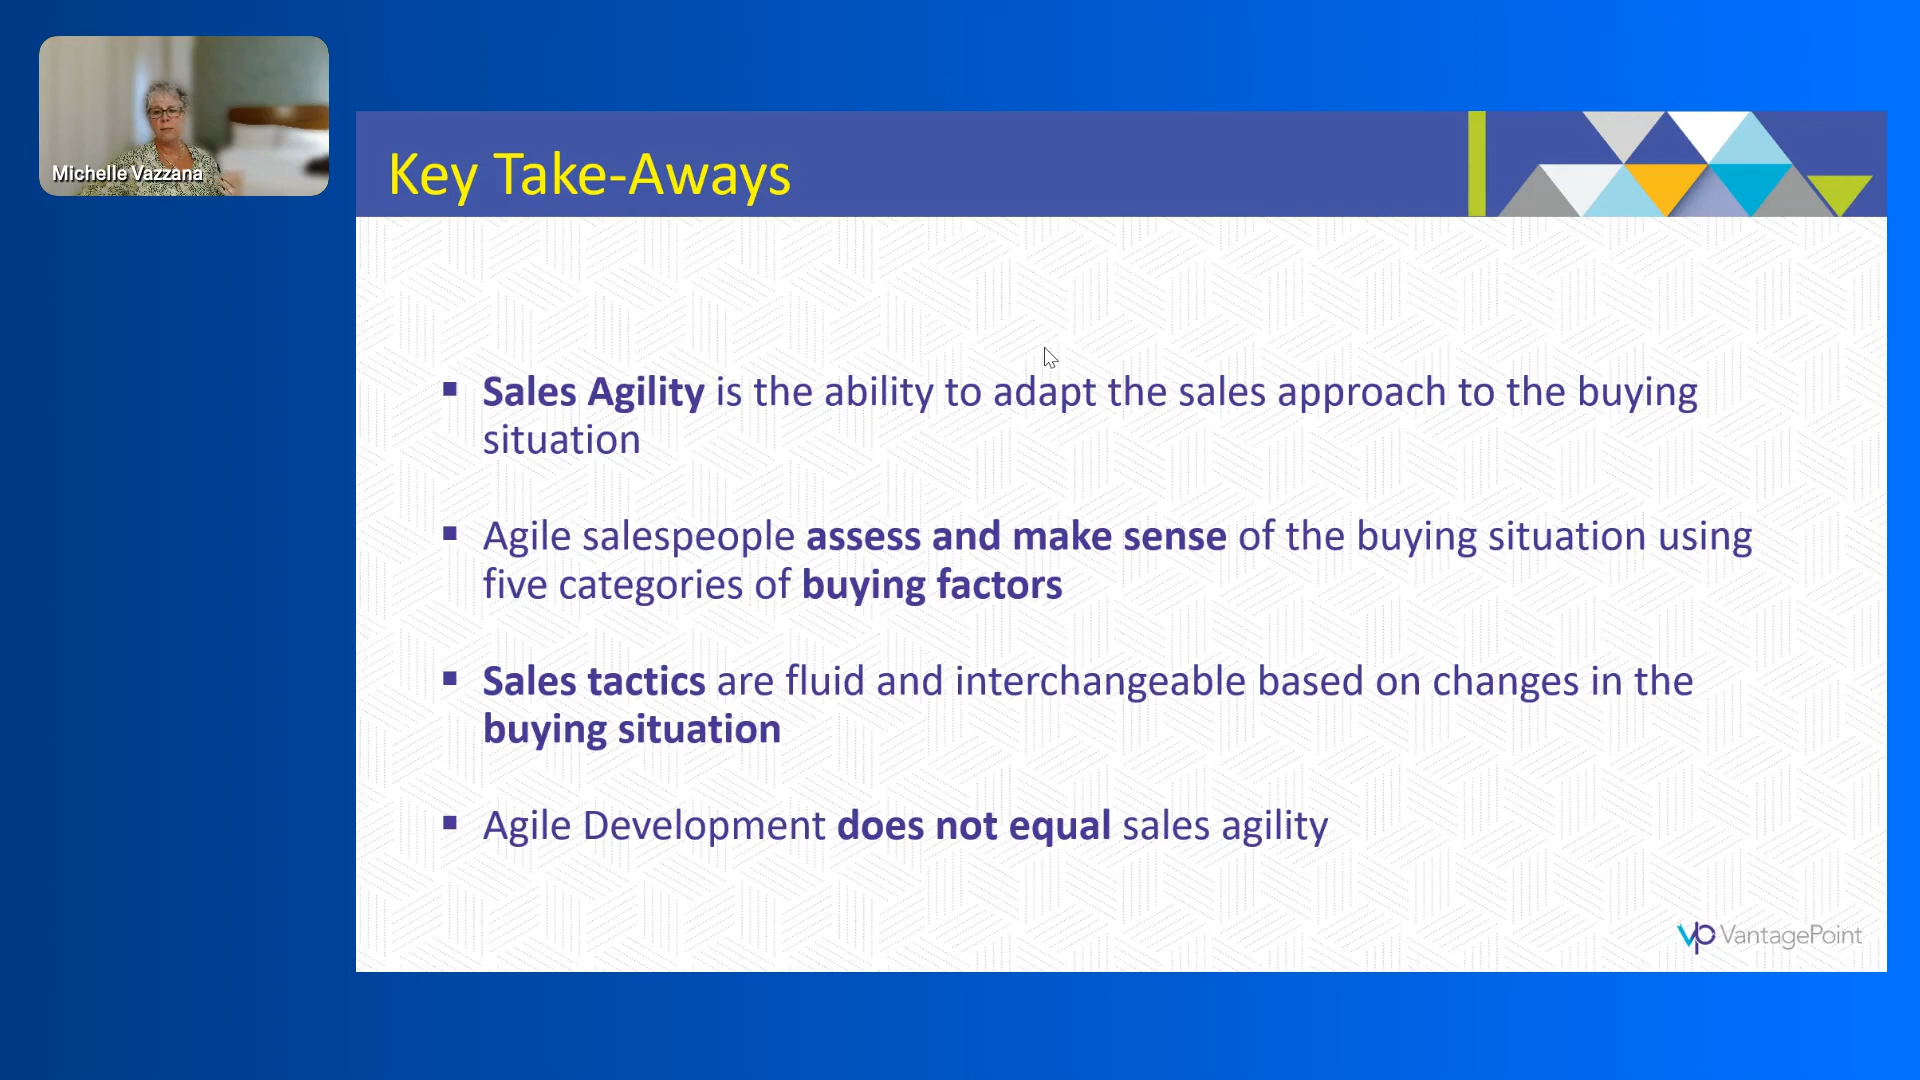 Michelle Vazzana
Key Take-Aways
▪ Sales Agility is the ability to adapt the sales approach to the buying
situation
▪ Agile salespeople assess and make sense of the buying situation using
five categories of buying factors
▪ Sales tactics are fluid and interchangeable based on changes in the
buying situation
▪ Agile Development does not equal sales agility
vp VantagePoint